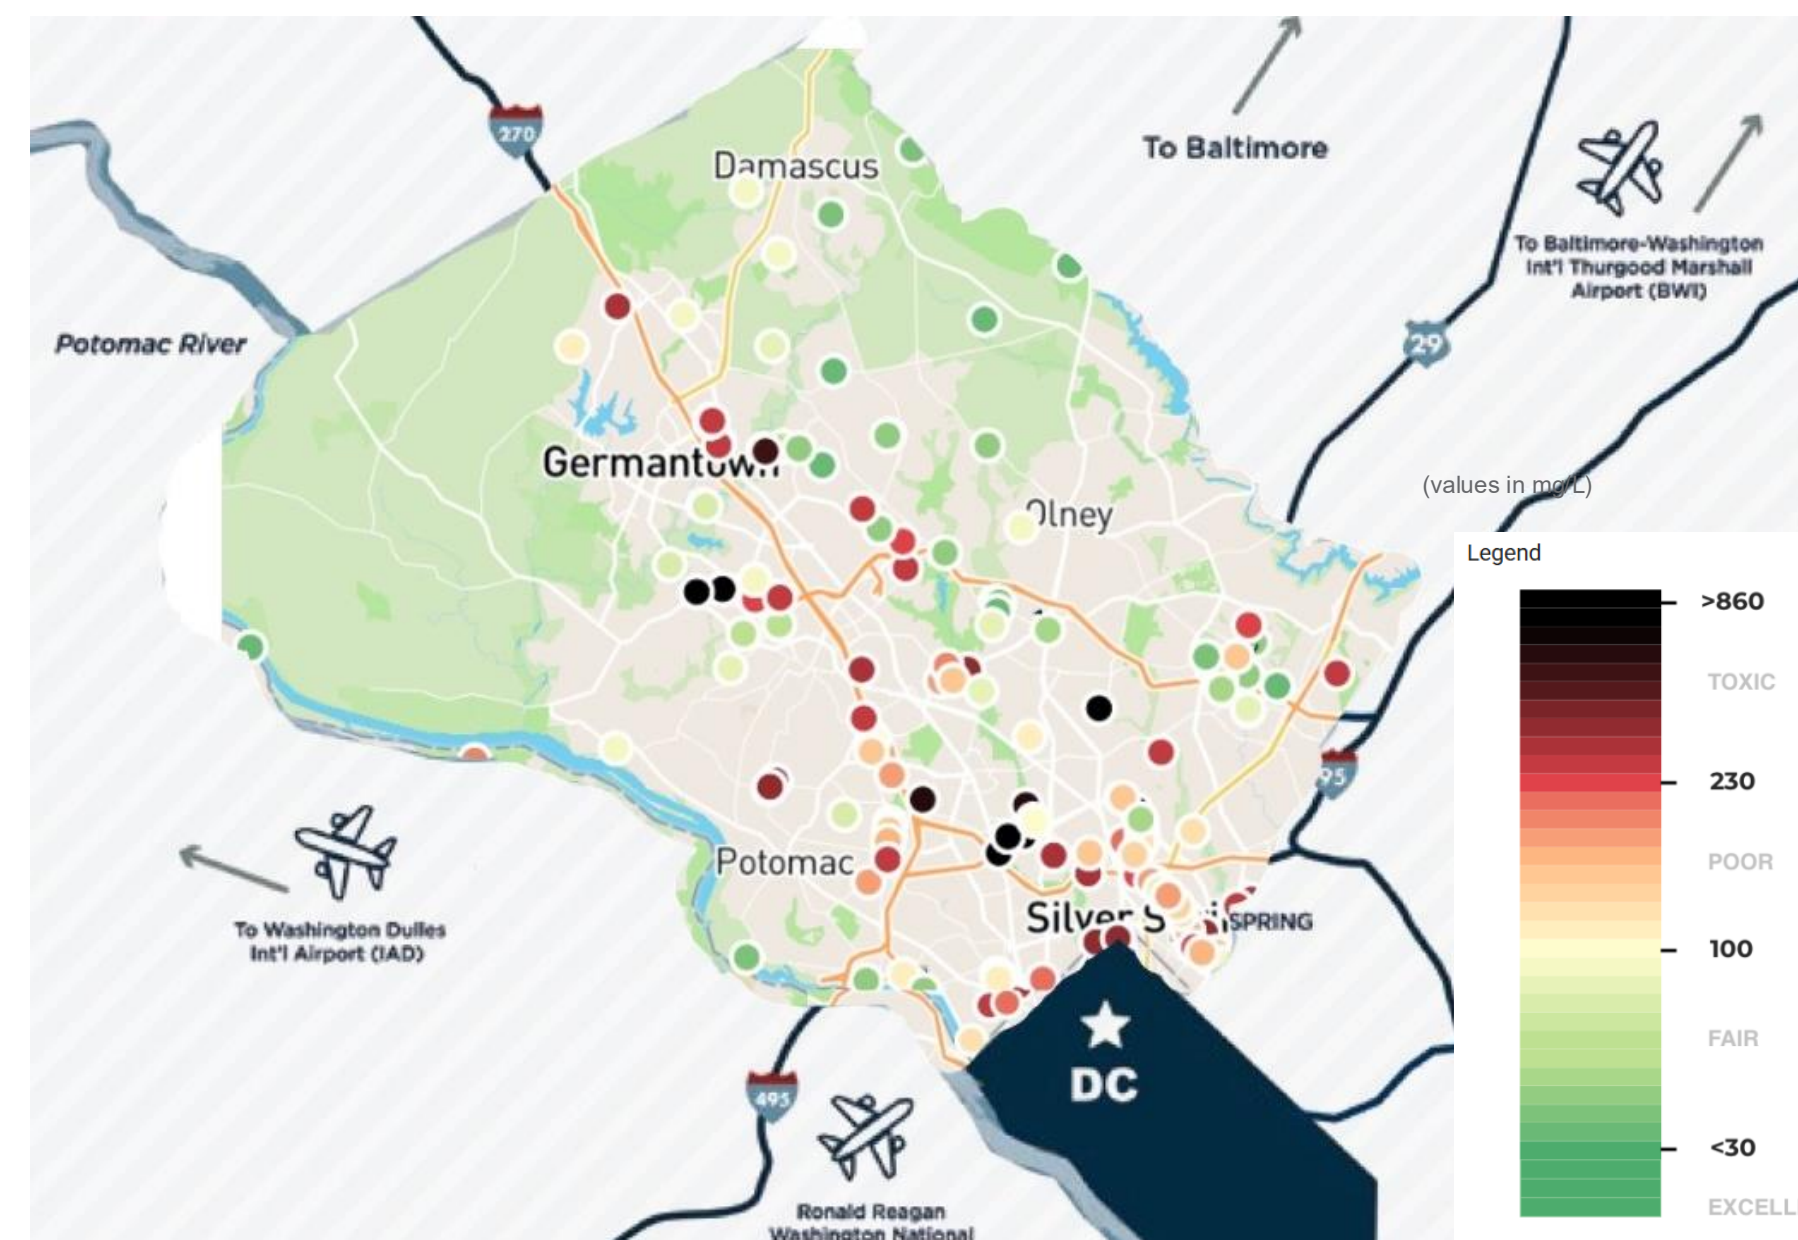 270
Damascus
To Baltimore
To Baltimore-Washington
Int'l Thurgood Marshall
Airport (BWI)
Potomac River
29
Germantown
(values in mg/L)
Olney
Legend
>860
TOXIC
95
230
Potomac
POOR
Silver S
SPRING
To Washington Dulles
Int'l Airport (IAD)
100
DC
FAIR
495
<30
Ronald Reagan
Washington National
EXCELL